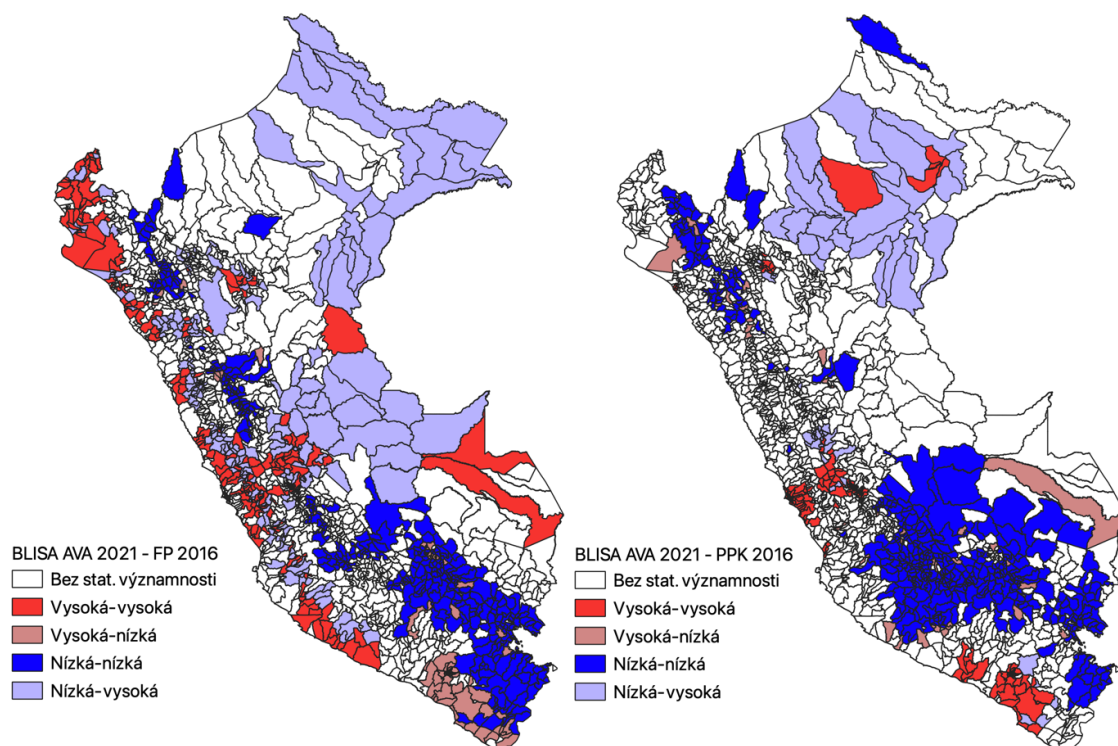 BLISA AVA 2021 - FP 2016
Bez stat. významnosti
Vysoká-vysoká
Vysoká-nízká
Nízká-nízká
Nízká-vysoká
BLISA AVA 2021 - PPK 2016
Bez stat. významnosti
Vysoká-vysoká
Vysoká-nízká
Nízká-nízká
Nízká-vysoká